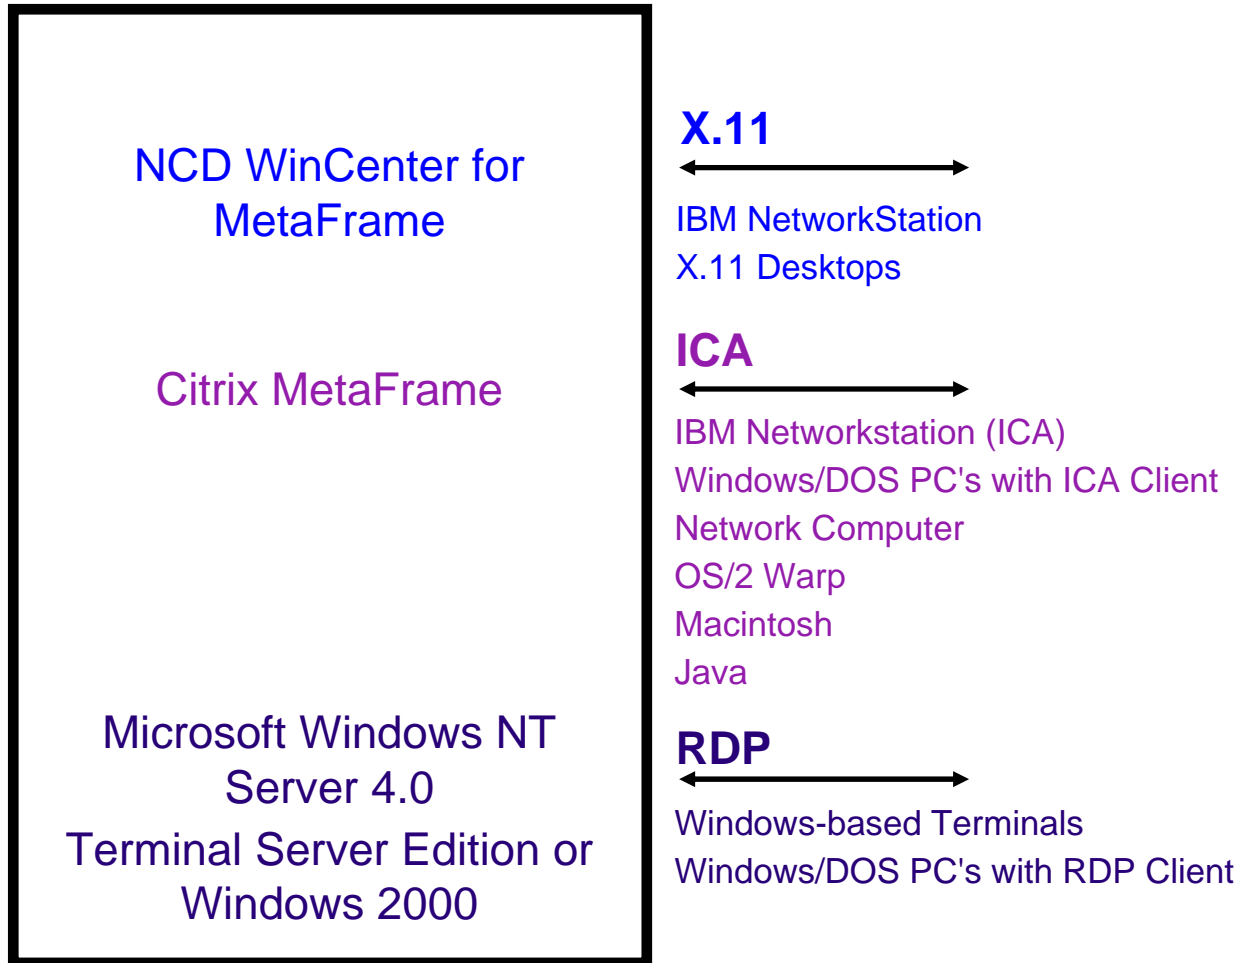 NCD WinCenter for
MetaFrame
X.11
IBM NetworkStation
X.11 Desktops
Citrix MetaFrame
ICA
IBM Networkstation (ICA)
Windows/DOS PC's with ICA Client
Network Computer
OS/2 Warp
Macintosh
Java
Microsoft Windows NT
Server 4.0
Terminal Server Edition or
Windows 2000
RDP
Windows-based Terminals
Windows/DOS PC's with RDP Client